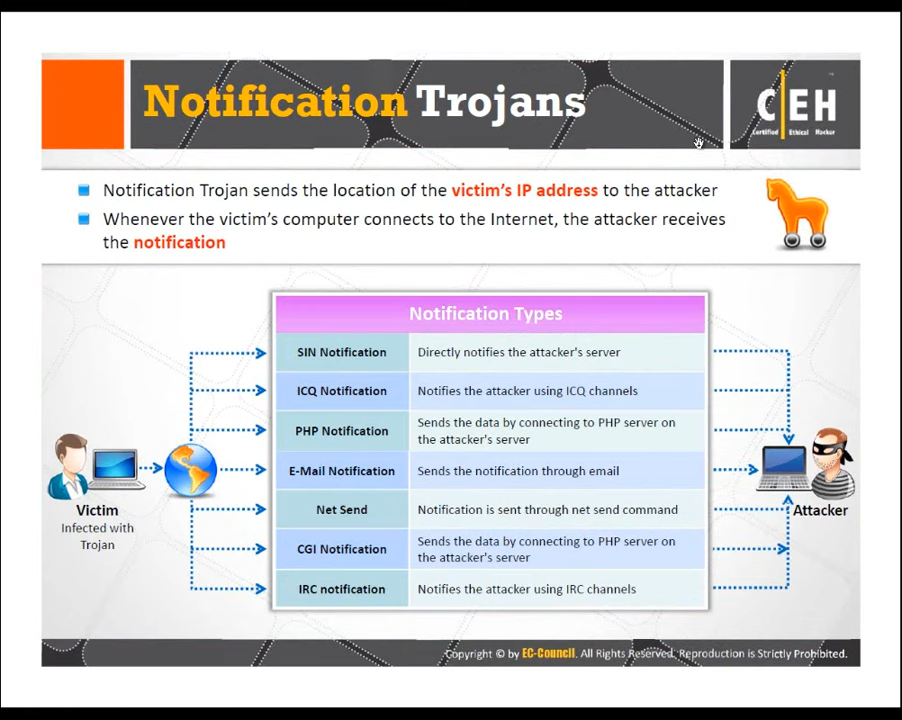 Notification Trojans
C|EH
Certified Ethical Hacker
Notification Trojan sends the location of the victim's IP address to the attacker
Whenever the victim's computer connects to the Internet, the attacker receives
the notification
Notification Types
SIN Notification Directly notifies the attacker's server
ICQ Notification Notifies the attacker using ICQ channels
PHP Notification Sends the data by connecting to PHP server on
the attacker's server
E-Mail Notification Sends the notification through email
Net Send Notification is sent through net send command
CGI Notification Sends the data by connecting to PHP server on
the attacker's server
IRC notification Notifies the attacker using IRC channels
Victim
Infected with
Trojan
Attacker
Copyright © by EC-Council. All Rights Reserved. Reproduction is Strictly Prohibited.